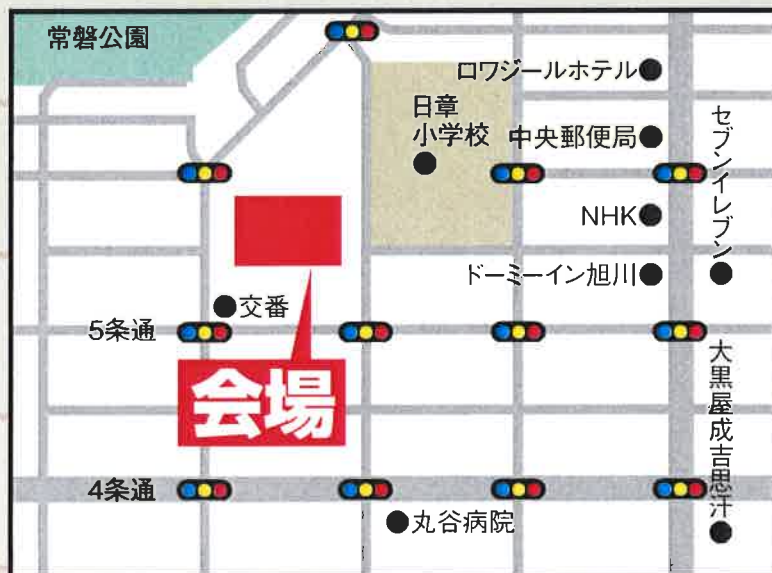 常磐公園
ロワジールホテル
日章
小学校
中央郵便局
セブンイレブン
NHK
ドーミーイン旭川
交番
5条通
会場
大黒屋成吉思汗
4条通
丸谷病院